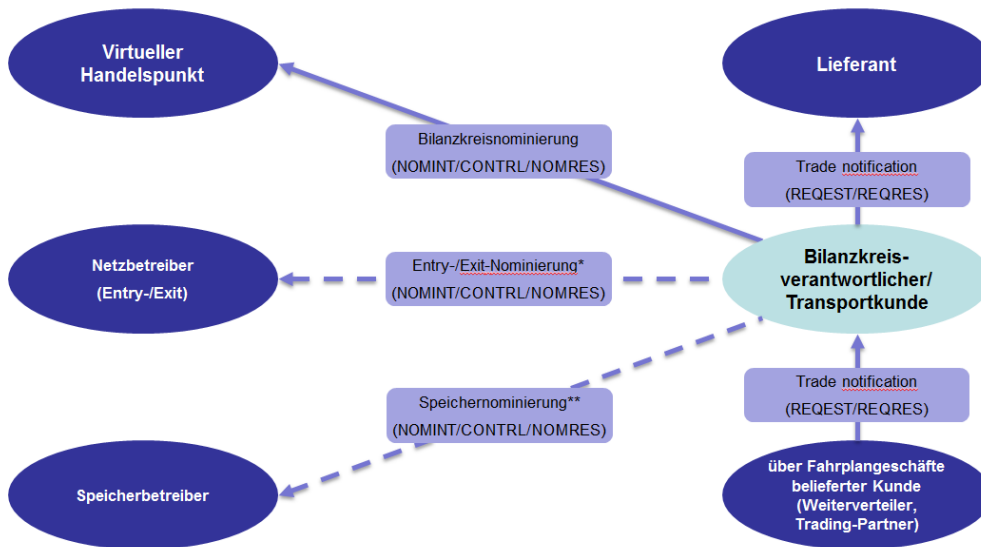 Virtueller
Handelspunkt
Lieferant
Bilanzkreisnominierung
(NOMINT/CONTRL/NOMRES)
Trade notification
(REQEST/REQRES)
Netzbetreiber
(Entry-/Exit)
Entry-/Exit-Nominierung*
(NOMINT/CONTRL/NOMRES)
Bilanzkreis-
verantwortlicher/
Transportkunde
Speichernominierung**
(NOMINT/CONTRL/NOMRES)
Trade notification
(REQEST/REQRES)
Speicherbetreiber
über Fahrplangeschäfte
belieferter Kunde
(Weiterverteiler,
Trading-Partner)